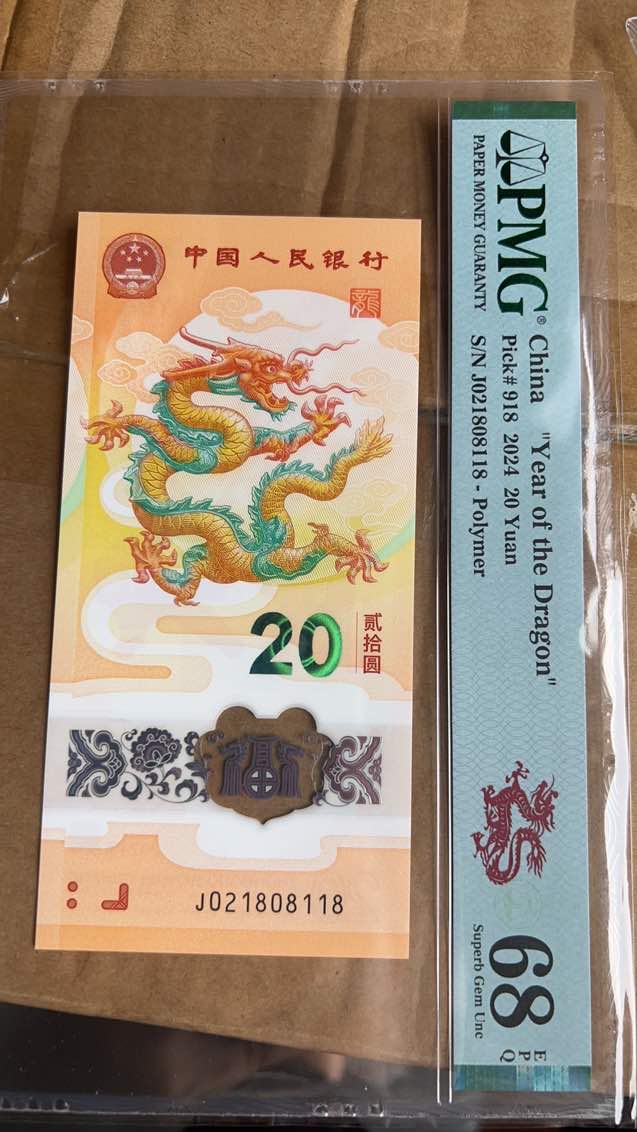 中国人民银行
龍
20
贰拾圆
福
J021808118
PMG®
PAPER MONEY GUARANTY
China "Year of the Dragon"
Pick# 918 2024 20 Yuan
S/N J021808118 - Polymer
68
EPQ
Superb Gem Unc